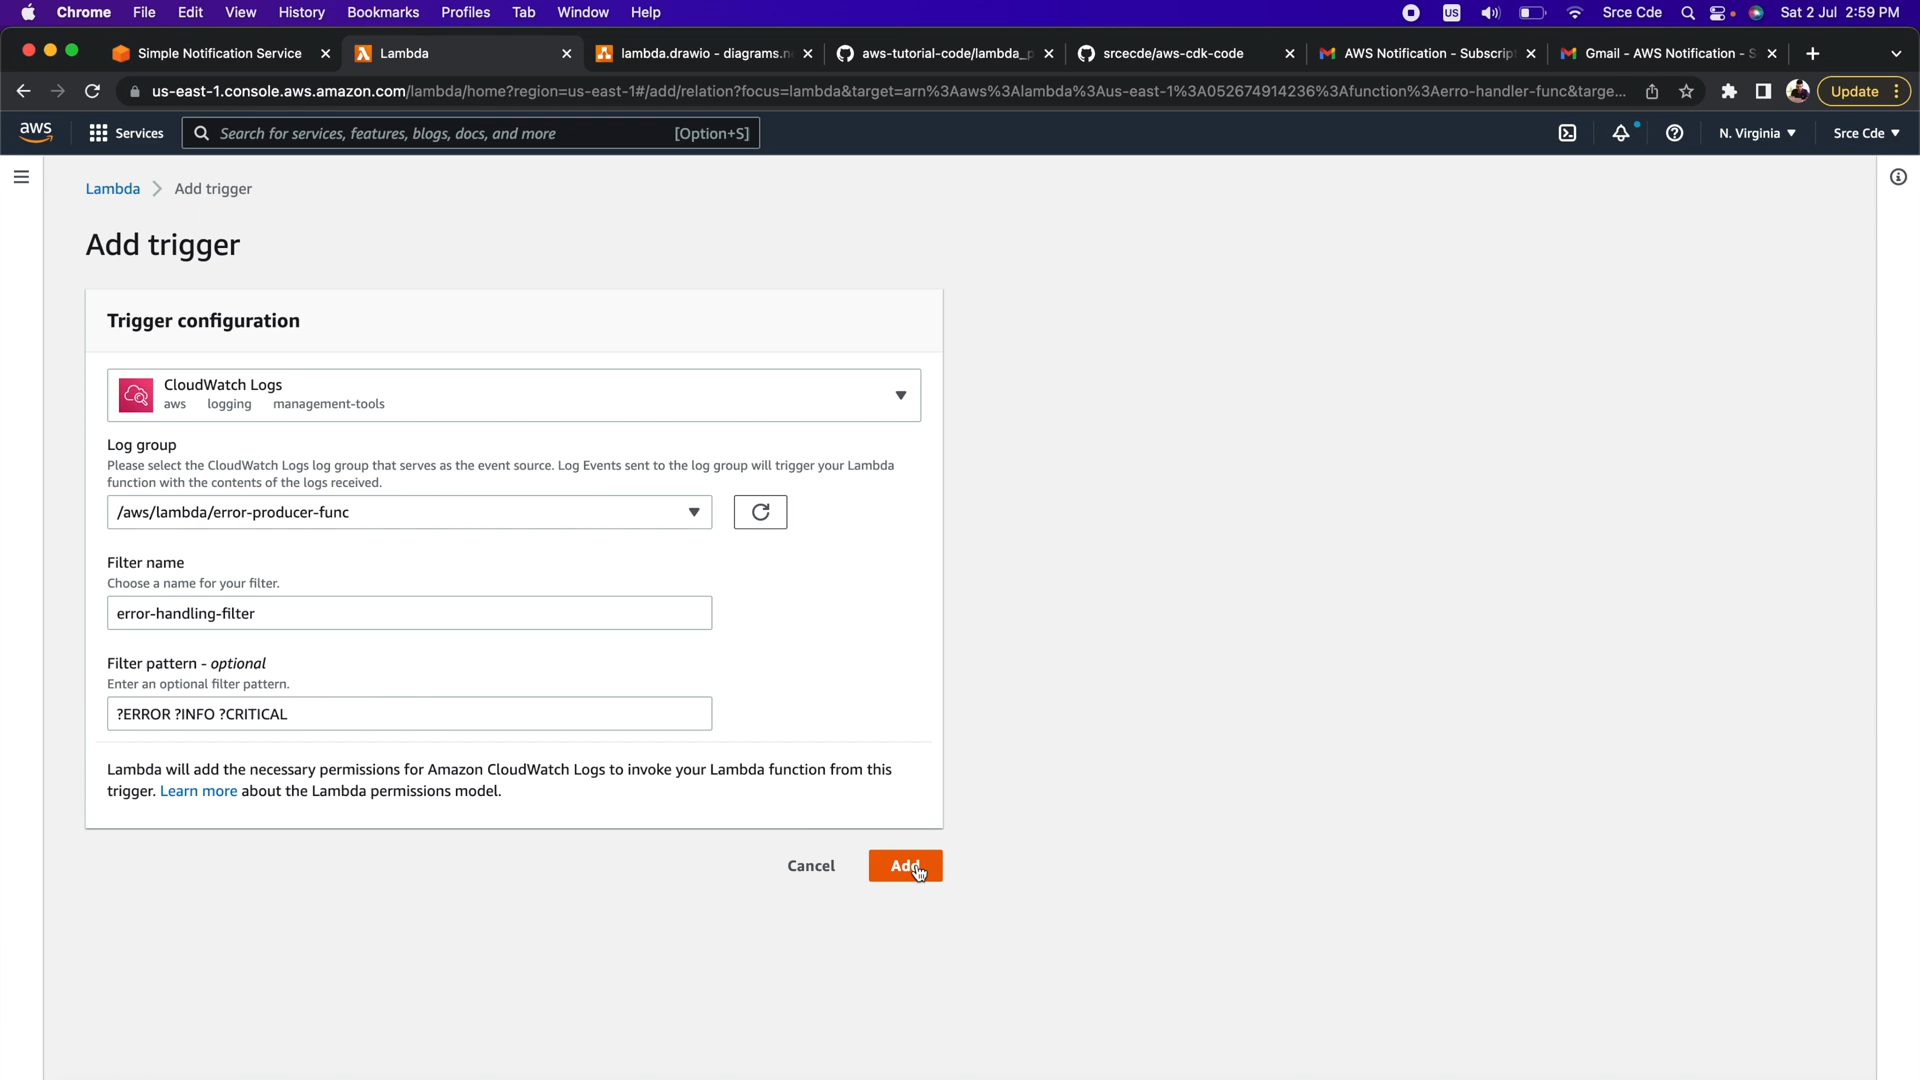 Chrome File Edit View History Bookmarks Profiles Tab Window Help US Srce Cde Sat 2 Jul 2:59 PM
Simple Notification Service Lambda lambda.drawio - diagrams.n aws-tutorial-code/lambda_p srcecde/aws-cdk-code AWS Notification - Subscrip Gmail - AWS Notification - S
us-east-1.console.aws.amazon.com/lambda/home?region=us-east-1#/add/relation?focus=lambda&target=arn%3Aaws%3Alambda%3Aus-east-1%3A052674914236%3Afunction%3Aerro-handler-func&targe... Update
aws Services Search for services, features, blogs, docs, and more [Option+S] N. Virginia Srce Cde
Lambda Add trigger
Add trigger
Trigger configuration
CloudWatch Logs
aws logging management-tools
Log group
Please select the CloudWatch Logs log group that serves as the event source. Log Events sent to the log group will trigger your Lambda
function with the contents of the logs received.
/aws/lambda/error-producer-func
Filter name
Choose a name for your filter.
error-handling-filter
Filter pattern - optional
Enter an optional filter pattern.
?ERROR ?INFO ?CRITICAL
Lambda will add the necessary permissions for Amazon CloudWatch Logs to invoke your Lambda function from this
trigger. Learn more about the Lambda permissions model.
Cancel Add